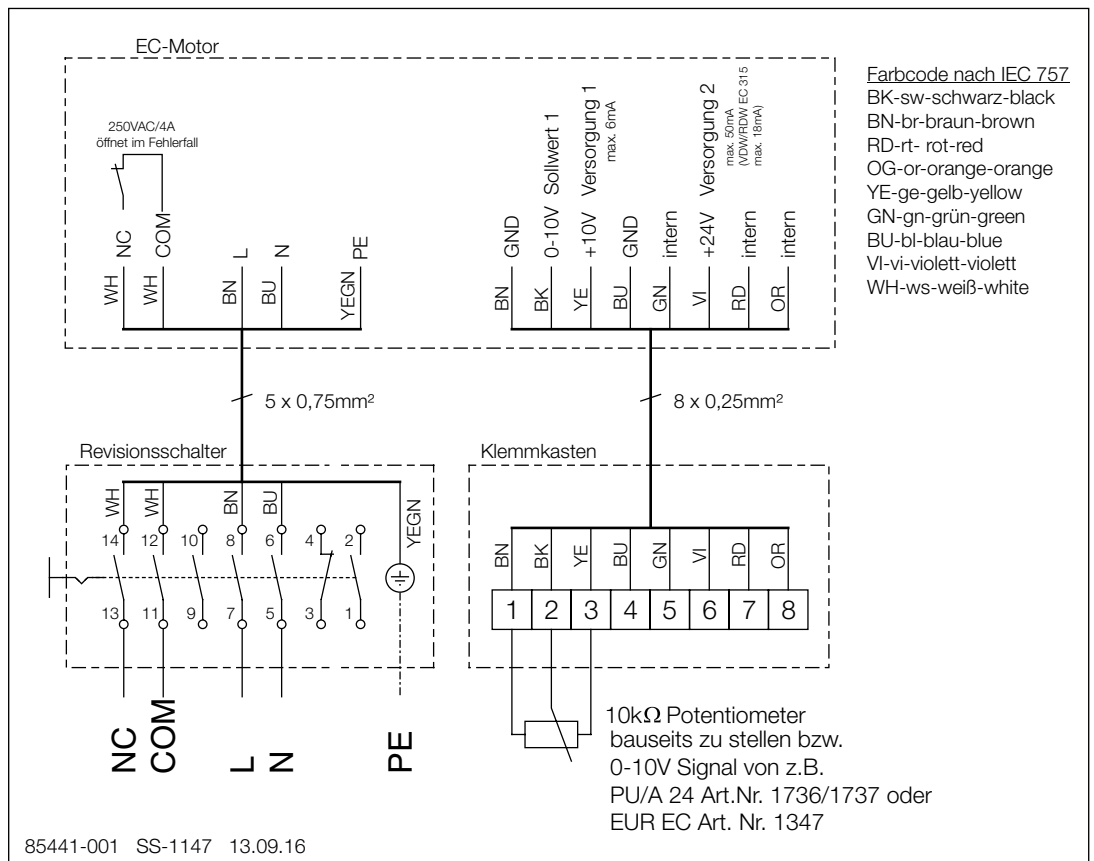 EC-Motor
250VAC/4A
öffnet im Fehlerfall
NC
COM
L
N
PE
WH
WH
BN
BU
YEGN
GND
0-10V Sollwert 1
+10V Versorgung 1
max. 6mA
GND
intern
+24V Versorgung 2
max. 50mA
(VDW/RDW EC 315
max. 18mA)
intern
intern
BN
BK
YE
BU
GN
VI
RD
OR
Farbcode nach IEC 757
BK-sw-schwarz-black
BN-br-braun-brown
RD-rt- rot-red
OG-or-orange-orange
YE-ge-gelb-yellow
GN-gn-grün-green
BU-bl-blau-blue
VI-vi-violett-violett
WH-ws-weiß-white
5 x 0,75mm²
8 x 0,25mm²
Revisionsschalter
WH
WH
BN
BU
YEGN
14 12 10 8 6 4 2
13 11 9 7 5 3 1
NC
COM
L
N
PE
Klemmkasten
BN
BK
YE
BU
GN
VI
RD
OR
1 2 3 4 5 6 7 8
10kΩ Potentiometer
bauseits zu stellen bzw.
0-10V Signal von z.B.
PU/A 24 Art.Nr. 1736/1737 oder
EUR EC Art. Nr. 1347
85441-001 SS-1147 13.09.16